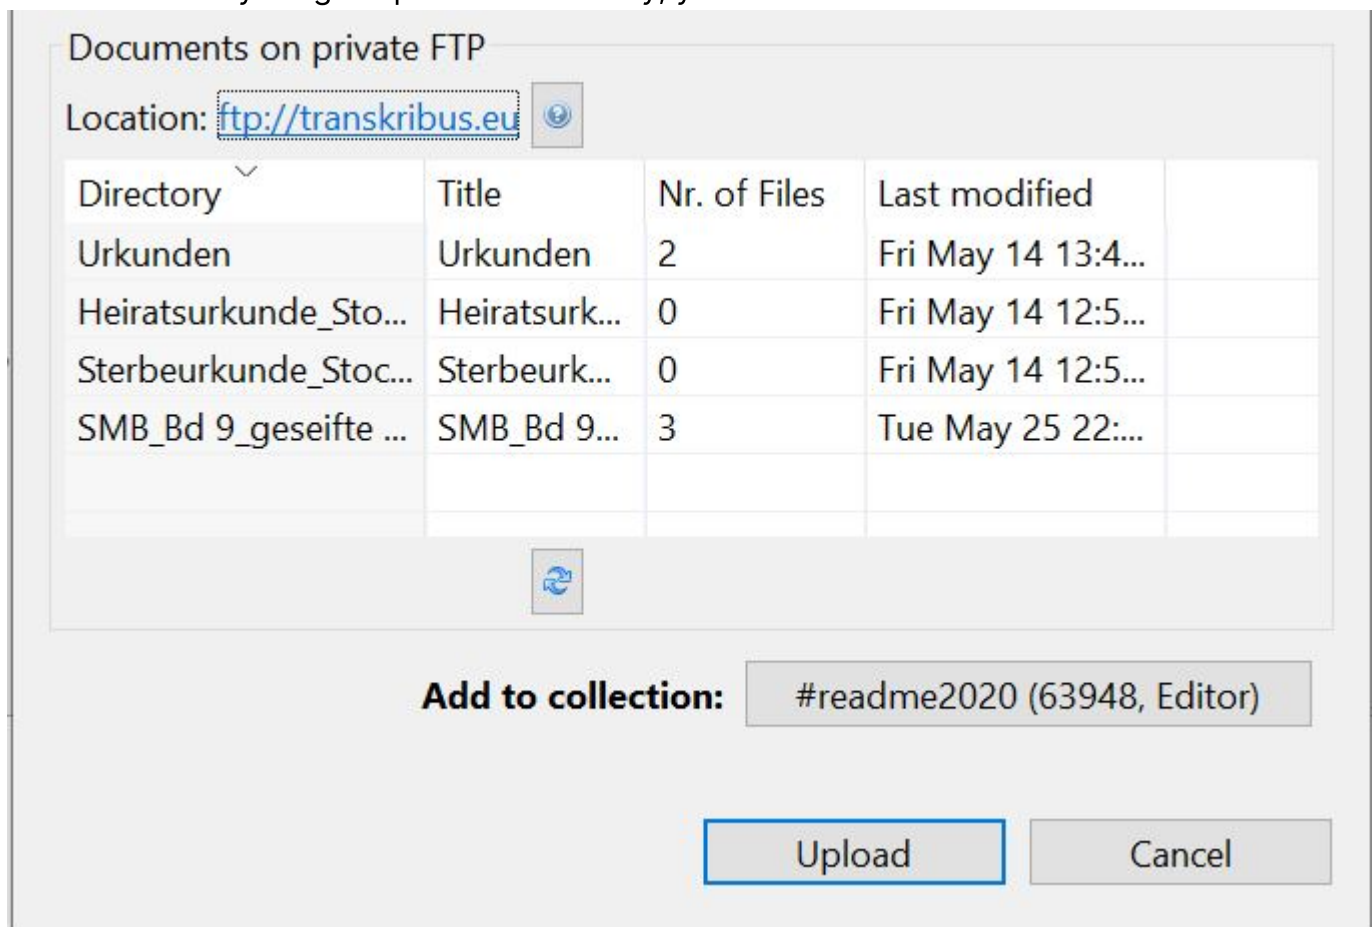 Documents on private FTP
Location: ftp://transkribus.eu
Directory Title Nr. of Files Last modified
Urkunden Urkunden 2 Fri May 14 13:4...
Heiratsurkunde_Sto... Heiratsurk... 0 Fri May 14 12:5...
Sterbeurkunde_Stoc... Sterbeurk... 0 Fri May 14 12:5...
SMB_Bd 9_geseifte ... SMB_Bd 9... 3 Tue May 25 22:...
Add to collection: #readme2020 (63948, Editor)
Upload Cancel